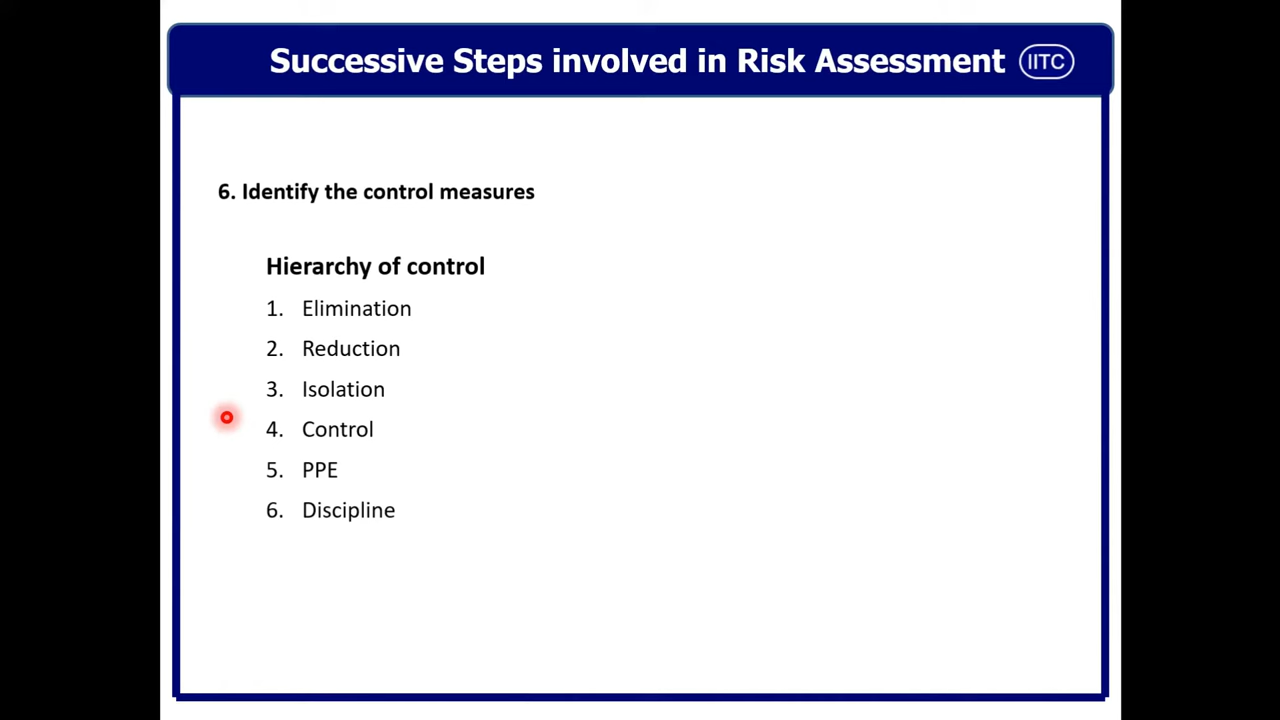 Successive Steps involved in Risk Assessment IITC
6. Identify the control measures
Hierarchy of control
1. Elimination
2. Reduction
3. Isolation
4. Control
5. PPE
6. Discipline